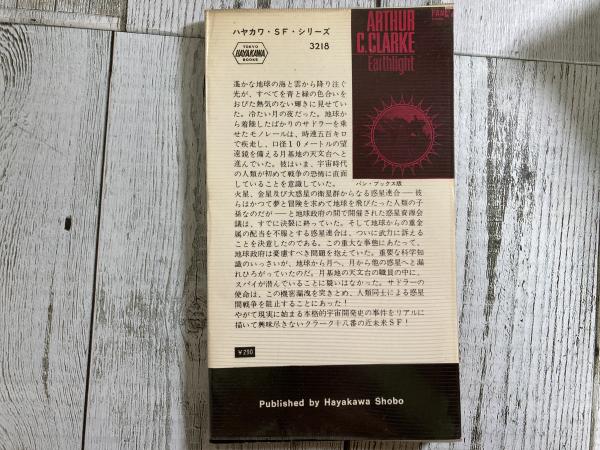 ハヤカワ・SF・シリーズ
TOKYO
HAYAKAWA
BOOKS
3218
PAN
ARTHUR
C.CLARKE
Earthlight
パン・ブックス版
遙かな地球の海と雲から降り注ぐ
光が、すべてを青と緑の色合いを
おびた熱気のない輝きに見せてい
た。冷たい月の夜だった。地球か
ら着陸したばかりのサドラーを乗
せたモノレールは、時速五百キロ
で疾走し、口径10メートルの望
遠鏡を備える月基地の天文台へと
進んでいた。彼はいま、宇宙時代
の人類が初めて戦争の恐怖に直面
していることを意識していた。
火星、金星及び大惑星の衛星群からなる惑星連合——彼
らはかつて夢と冒険を求めて地球を飛びたった人類の子
孫なのだが——と地球政府の間で開催された惑星資源会
議は、すでに決裂に終っていた。そして地球からの重金
属の配当を不服とする惑星連合は、ついに武力に訴える
ことを決意したのである。この重大な事態にあたって、
地球政府は憂慮すべき問題を抱えていた。重要な科学知
識のいっさいが、地球から月へ、月から他の惑星へと漏
れひろがっていたのだ。月基地の天文台の職員の中に、
スパイが潜んでいることに疑いはなかった。サドラーの
使命は、この機密漏洩を突きとめ、人類同士による惑星
間戦争を阻止することにあった！
やがて現実に始まる本格的宇宙開発史の事件をリアルに
描いて興味尽きないクラーク十八番の近未来SF！
￥290
Published by Hayakawa Shobo